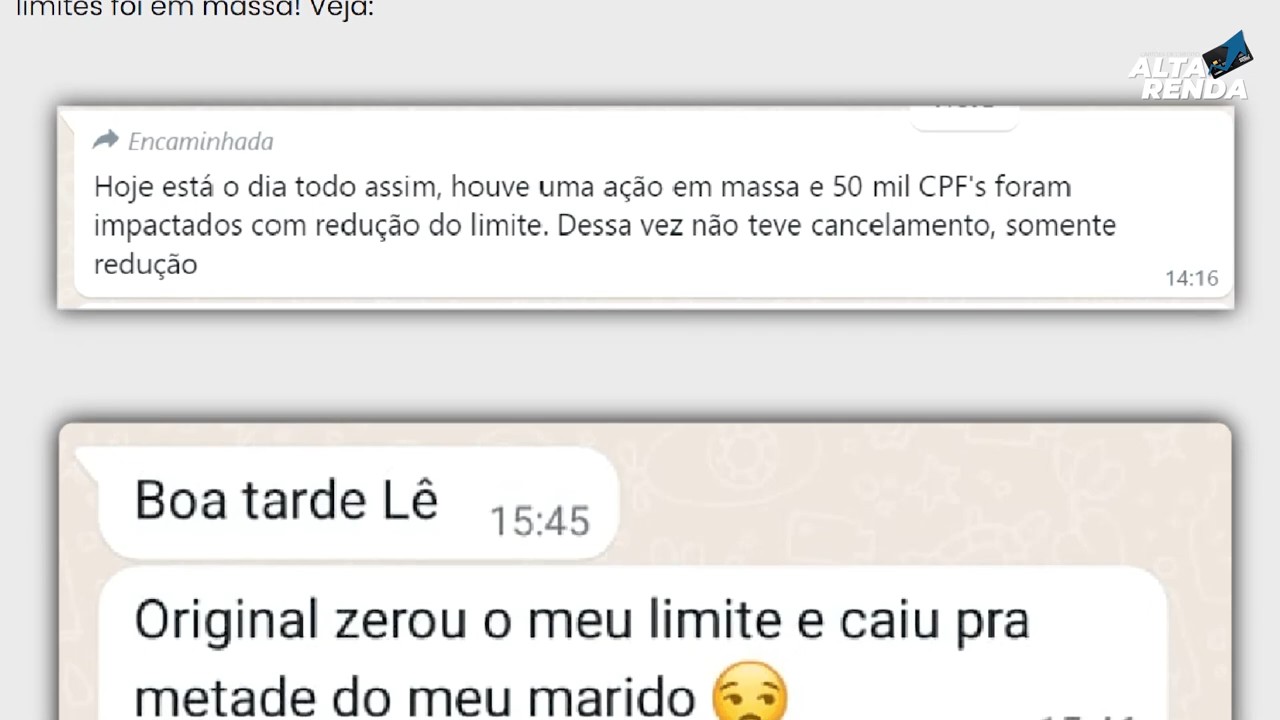 limites foi em massa! Veja:
ALTA
RENDA
Encaminhada
Hoje está o dia todo assim, houve uma ação em massa e 50 mil CPF's foram
impactados com redução do limite. Dessa vez não teve cancelamento, somente
redução
14:16
Boa tarde Lê 15:45
Original zerou o meu limite e caiu pra
metade do meu marido